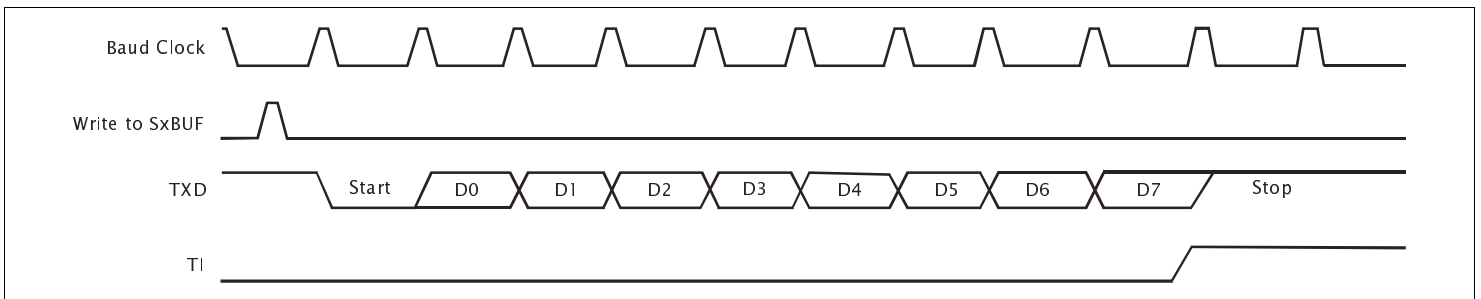 Baud Clock
Write to SxBUF
TXD Start D0 D1 D2 D3 D4 D5 D6 D7 Stop
TI